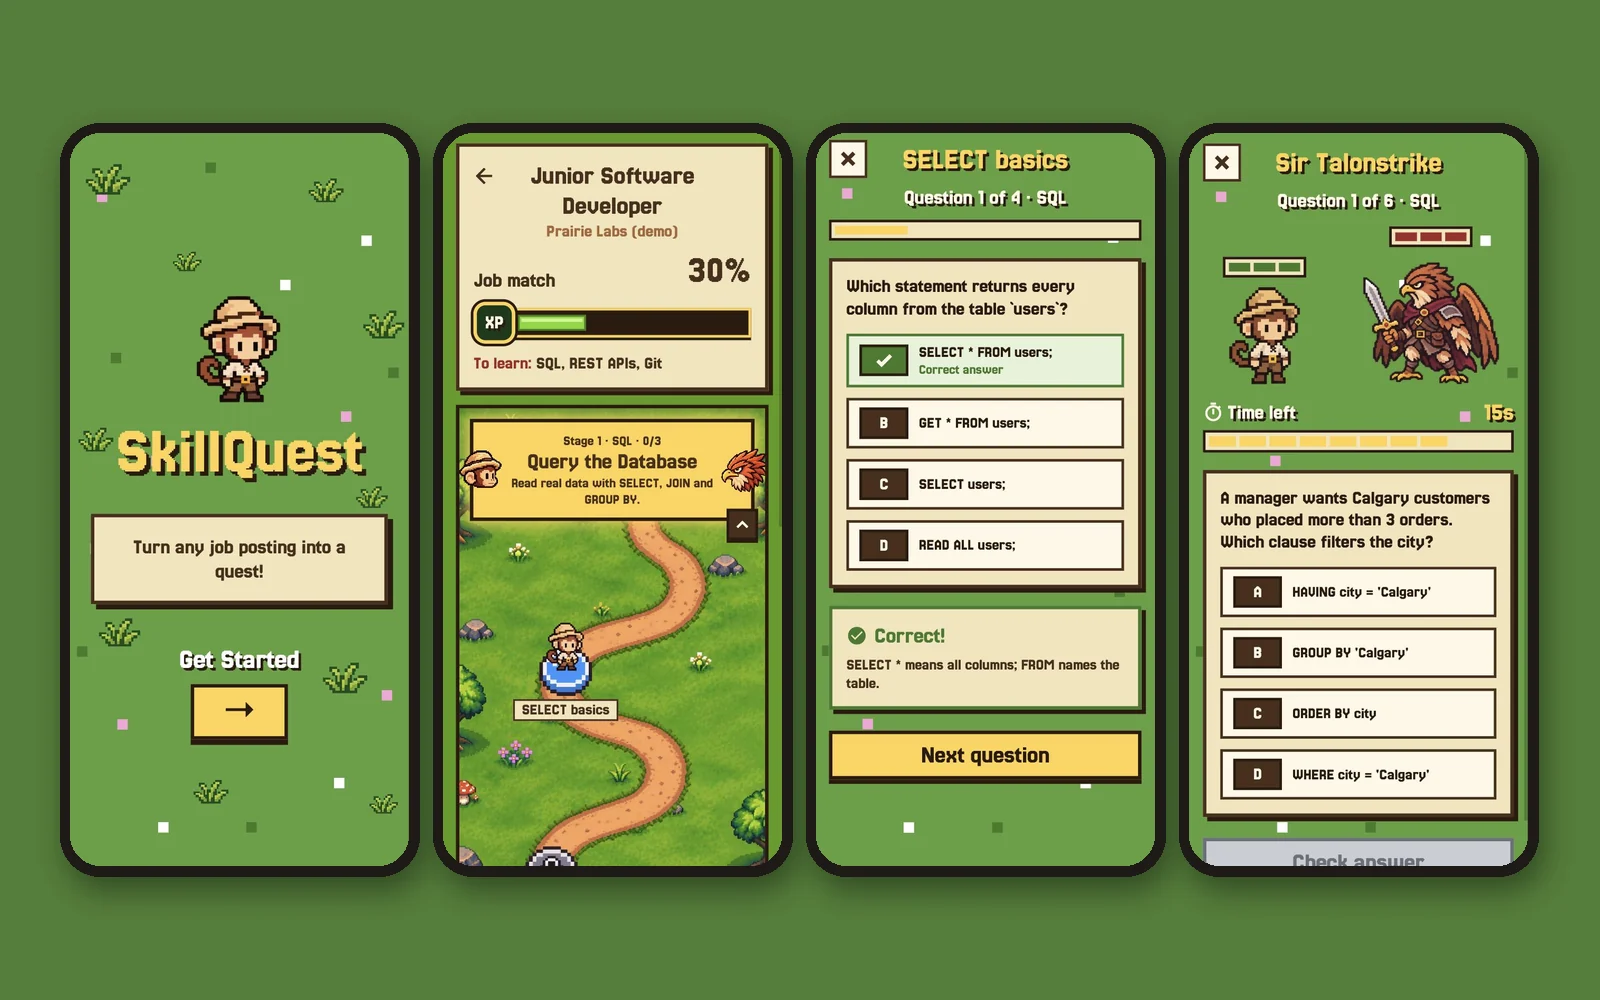 SkillQuest
Turn any job posting into a
quest!
Get Started
Junior Software
Developer
Prairie Labs (demo)
Job match
30%
XP
To learn: SQL, REST APIs, Git
Stage 1 · SQL · 0/3
Query the Database
Read real data with SELECT, JOIN and
GROUP BY.
SELECT basics
SELECT basics
Question 1 of 4 · SQL
Which statement returns every
column from the table `users`?
SELECT * FROM users;
Correct answer
B
GET * FROM users;
C
SELECT users;
D
READ ALL users;
Correct!
SELECT * means all columns; FROM names the
table.
Next question
Sir Talonstrike
Question 1 of 6 · SQL
Time left
15s
A manager wants Calgary customers
who placed more than 3 orders.
Which clause filters the city?
A
HAVING city = 'Calgary'
B
GROUP BY 'Calgary'
C
ORDER BY city
D
WHERE city = 'Calgary'
Check answer